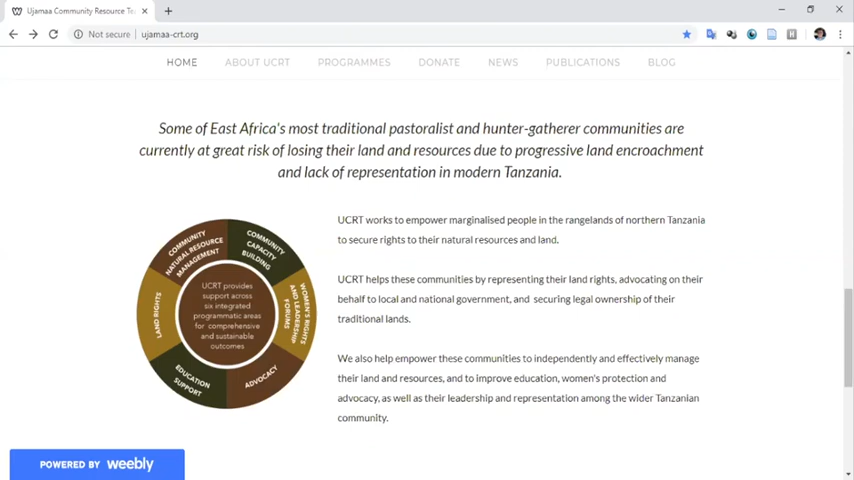 Ujamaa Community Resource Te
Not secure
ujamaa-crt.org
HOME
ABOUT UCRT
PROGRAMMES
DONATE
NEWS
PUBLICATIONS
BLOG
Some of East Africa's most traditional pastoralist and hunter-gatherer communities are
currently at great risk of losing their land and resources due to progressive land encroachment
and lack of representation in modern Tanzania.
COMMUNITY
NATURAL RESOURCE
MANAGEMENT
COMMUNITY
CAPACITY
BUILDING
WOMEN'S RIGHTS
AND LEADERSHIP
FORUMS
ADVOCACY
EDUCATION
SUPPORT
LAND RIGHTS
UCRT provides
support across
six integrated
programmatic areas
for comprehensive
and sustainable
outcomes
UCRT works to empower marginalised people in the rangelands of northern Tanzania
to secure rights to their natural resources and land.
UCRT helps these communities by representing their land rights, advocating on their
behalf to local and national government, and securing legal ownership of their
traditional lands.
We also help empower these communities to independently and effectively manage
their land and resources, and to improve education, women's protection and
advocacy, as well as their leadership and representation among the wider Tanzanian
community.
POWERED BY weebly